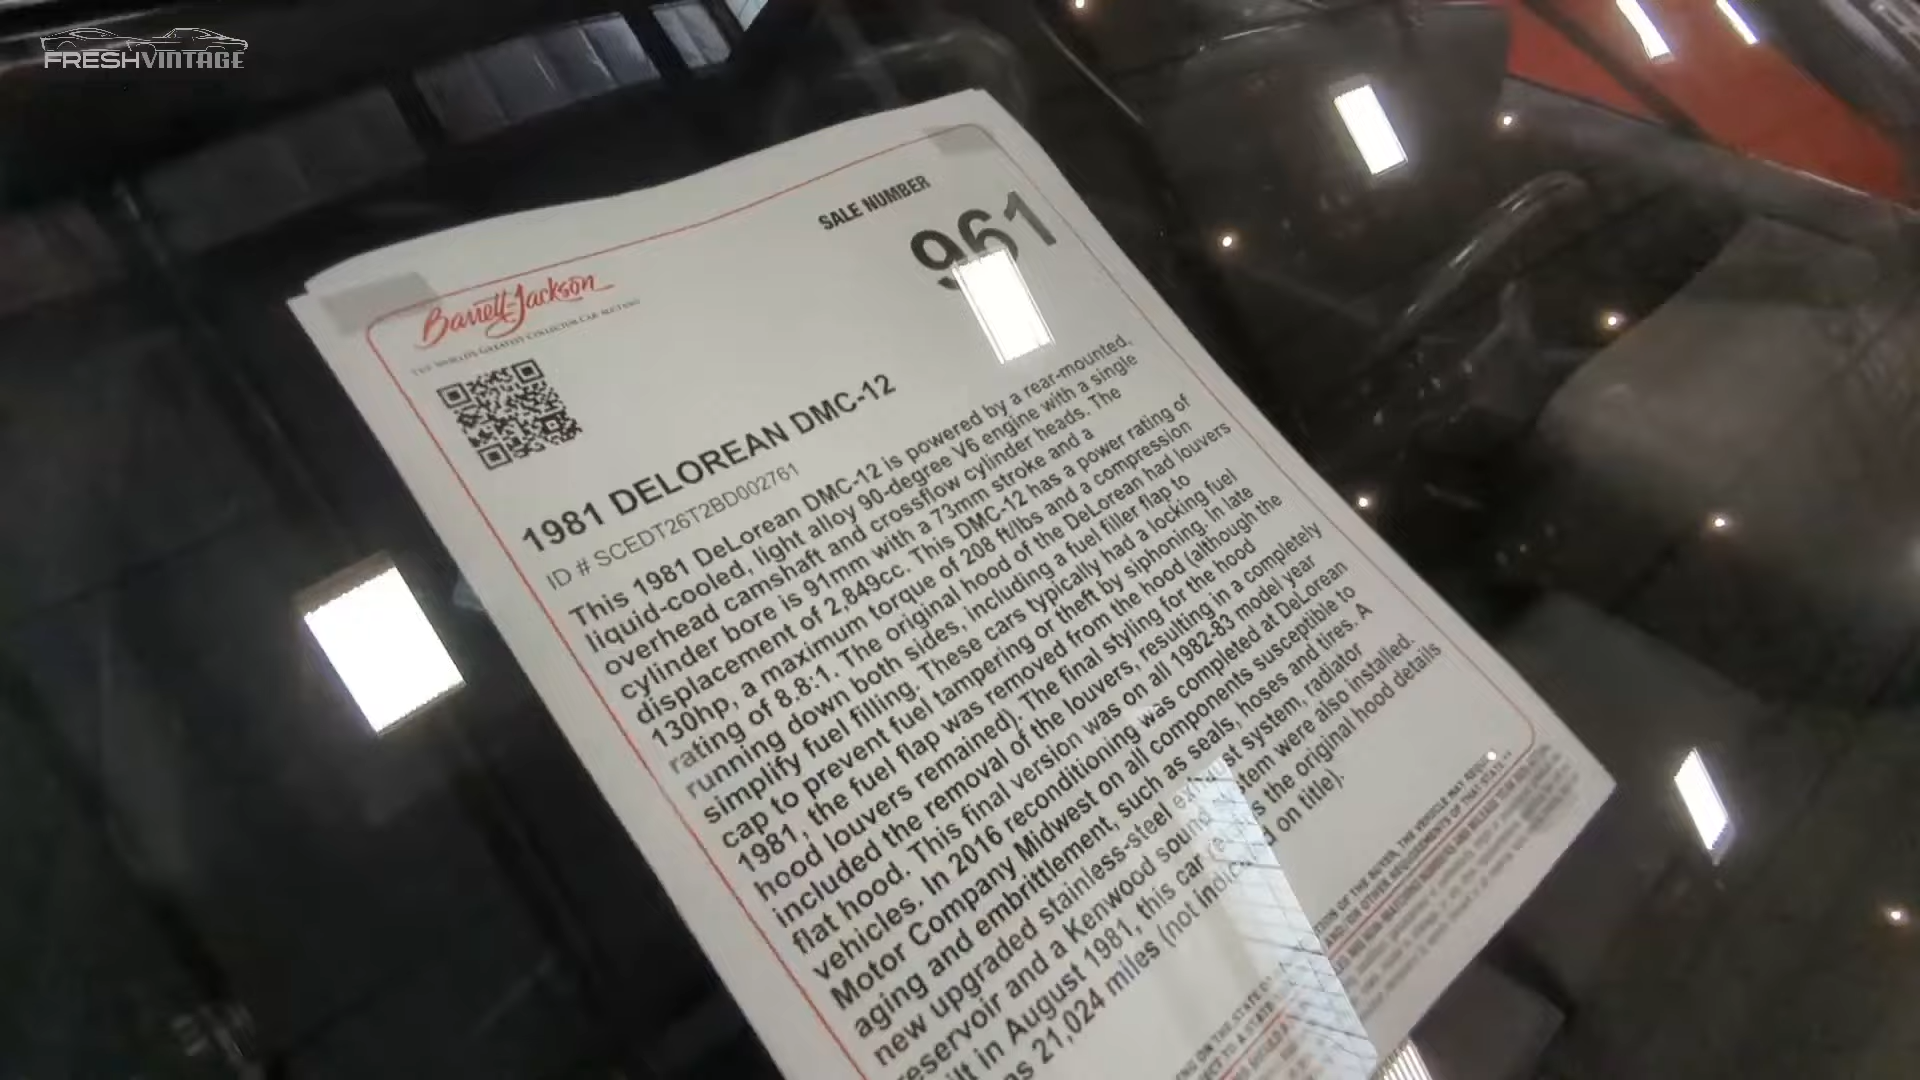 FRESHVINTAGE
SALE NUMBER
961
Barrett-Jackson
THE WORLD'S GREATEST COLLECTOR CAR AUCTIONS
1981 DELOREAN DMC-12
ID # SCEDT26T2BD002761
This 1981 DeLorean DMC-12 is powered by a rear-mounted,
liquid-cooled, light alloy 90-degree V6 engine with a single
overhead camshaft and crossflow cylinder heads. The
cylinder bore is 91mm with a 73mm stroke and a
displacement of 2,849cc. This DMC-12 has a power rating of
130hp, a maximum torque of 208 ft/lbs and a compression
rating of 8.8:1. The original hood of the DeLorean had louvers
running down both sides, including a fuel filler flap to
simplify fuel filling. These cars typically had a locking fuel
cap to prevent fuel tampering or theft by siphoning. In late
1981, the fuel flap was removed from the hood (although the
hood louvers remained). The final styling for the hood
included the removal of the louvers, resulting in a completely
flat hood. This final version was on all 1982-83 model year
vehicles. In 2016 reconditioning was completed at DeLorean
Motor Company Midwest on all components susceptible to
aging and embrittlement, such as seals, hoses and tires. A
new upgraded stainless-steel exhaust system, radiator
reservoir and a Kenwood sound system were also installed.
in August 1981, this car the original hood details
21,024 miles (not on title).